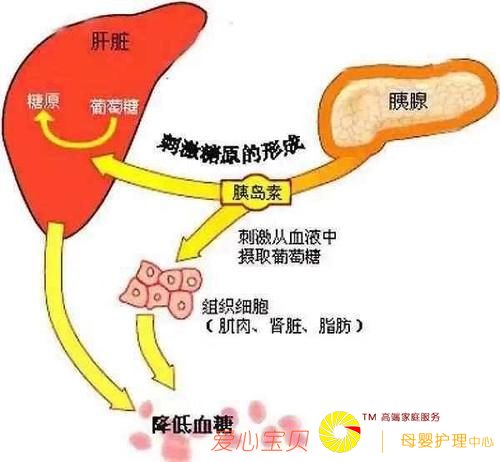 肝脏
糖原
葡萄糖
胰腺
刺激糖原的形成
胰岛素
刺激从血液中
摄取葡萄糖
组织细胞
(肌肉、肾脏、脂肪)
降低血糖
爱心宝贝
TM 高端家庭服务
母婴护理中心